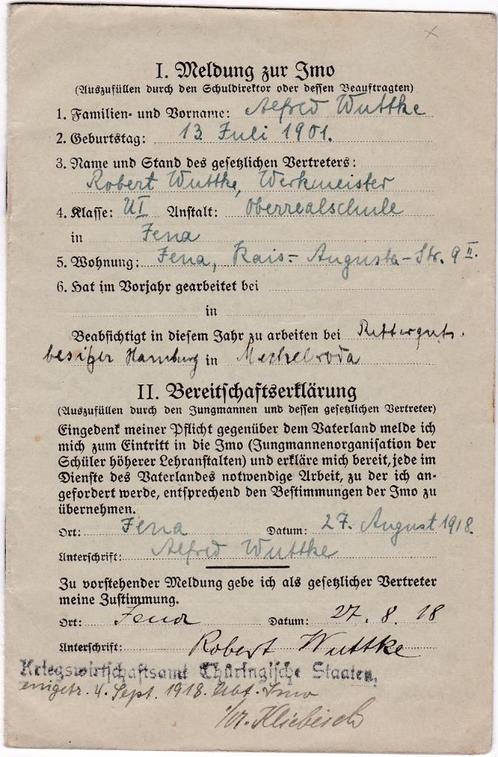 I. Meldung zur Jmo
(Auszufüllen durch den Schuldirektor oder dessen Beauftragten)
1. Familien- und Vorname: Alfred Wuttke
2. Geburtstag: 13. Juli 1901.
3. Name und Stand des gesetzlichen Vertreters:
Robert Wuttke, Werkmeister
4. Klasse: UI Anstalt: Oberrealschule
in Jena
5. Wohnung: Jena, Kais-Augusta-Str. 9 II.
6. Hat im Vorjahr gearbeitet bei
in
Beabsichtigt in diesem Jahr zu arbeiten bei Rittergut-
besitzer Hamburg in Mechelroda
II. Bereitschaftserklärung
(Auszufüllen durch den Jungmannen und dessen gesetzlichen Vertreter)
Eingedenk meiner Pflicht gegenüber dem Vaterland melde ich
mich zum Eintritt in die Jmo (Jungmannenorganisation der
Schüler höherer Lehranstalten) und erkläre mich bereit, jede im
Dienste des Vaterlandes notwendige Arbeit, zu der ich an-
gefordert werde, entsprechend den Bestimmungen der Jmo zu
übernehmen.
Ort: Jena Datum: 27. August 1918.
Unterschrift: Alfred Wuttke
Zu vorstehender Meldung gebe ich als gesetzlicher Vertreter
meine Zustimmung.
Ort: Jena Datum: 27. 8. 18
Unterschrift: Robert Wuttke
Kriegswirtschaftsamt Thüringische Staaten,
eingetr. 4. Sept. 1918. Abt. Jmo